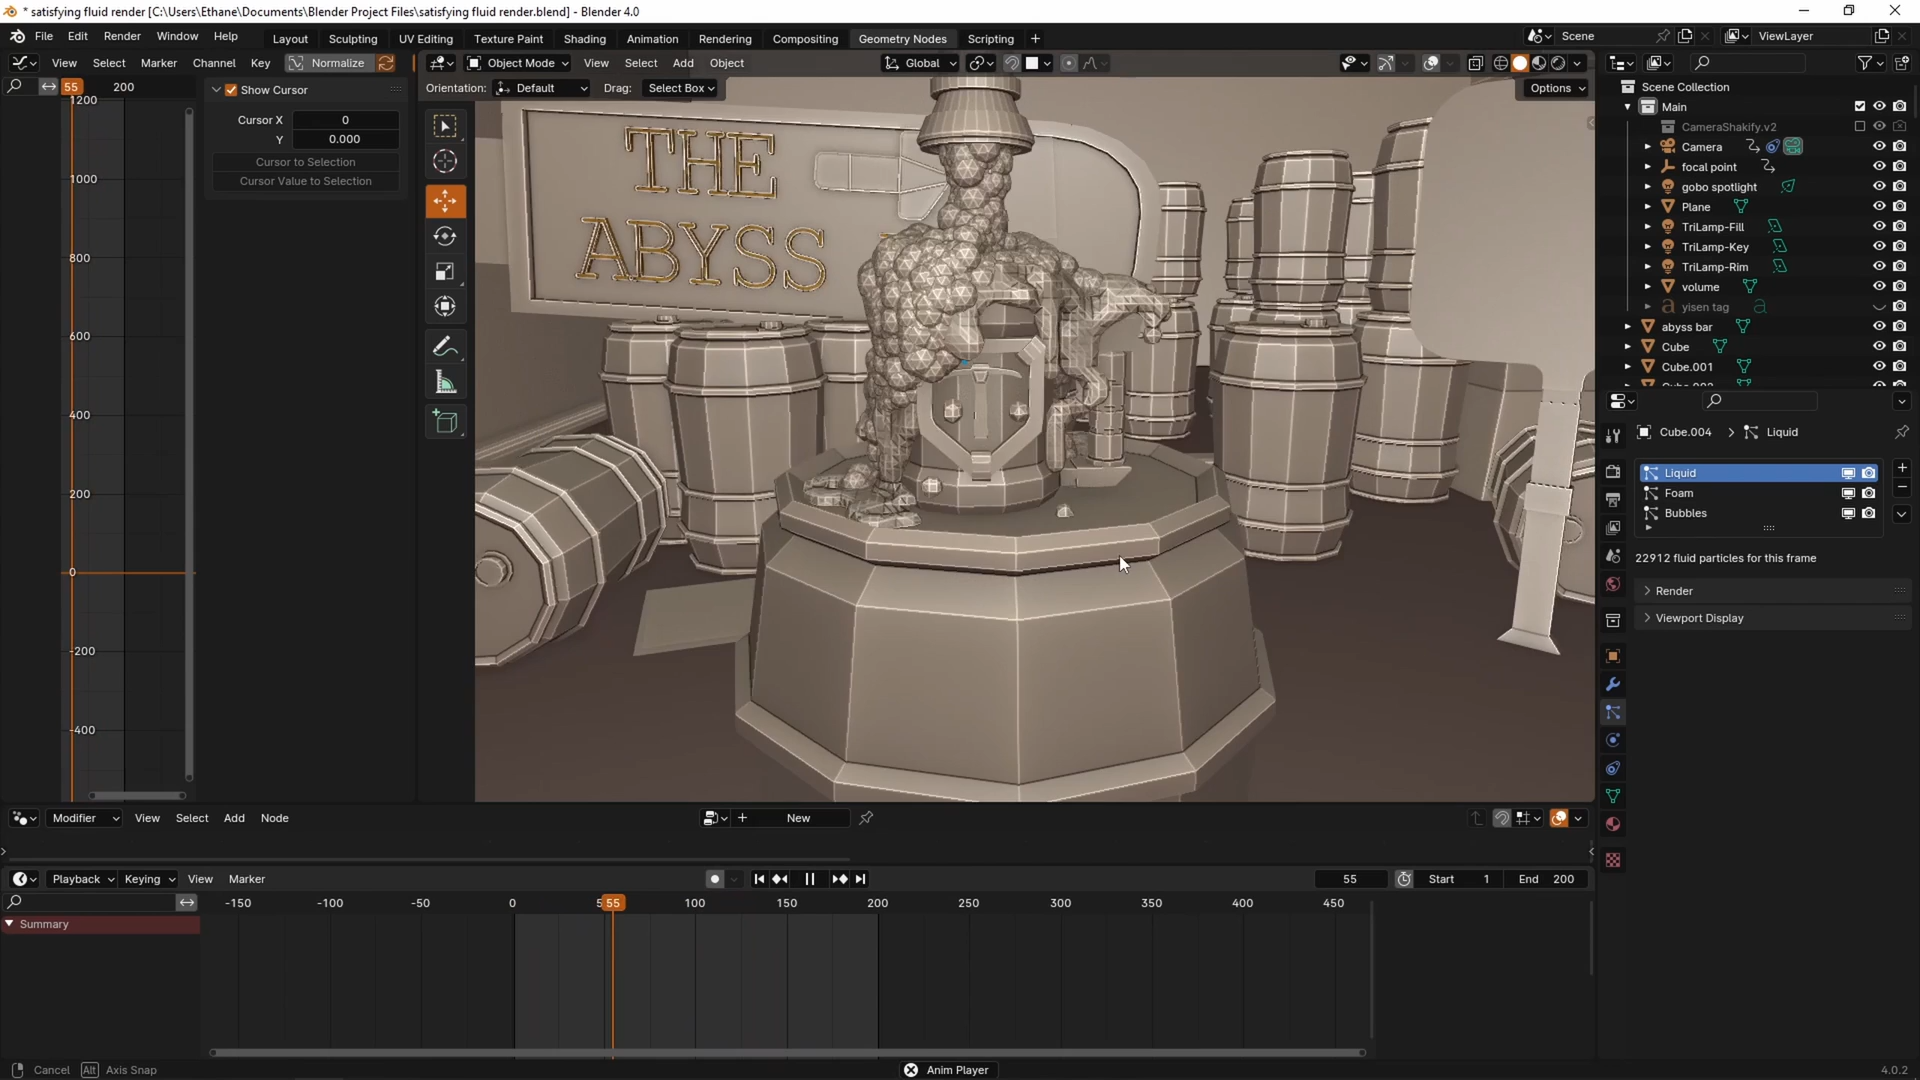 * satisfying fluid render [C:\Users\Ethane\Documents\Blender Project Files\satisfying fluid render.blend] - Blender 4.0
File Edit Render Window Help Layout Sculpting UV Editing Texture Paint Shading Animation Rendering Compositing Geometry Nodes Scripting +
Scene ViewLayer
View Select Marker Channel Key Normalize
Object Mode View Select Add Object Global
Orientation: Default Drag: Select Box Options
55 200
Show Cursor
Cursor X 0
Y 0.000
Cursor to Selection
Cursor Value to Selection
1200
1000
800
600
400
200
0
-200
-400
THE
ABYSS
Scene Collection
Main
CameraShakify.v2
Camera
focal point
gobo spotlight
Plane
TriLamp-Fill
TriLamp-Key
TriLamp-Rim
volume
yisen tag
abyss bar
Cube
Cube.001
Cube.004 > Liquid
Liquid
Foam
Bubbles
22912 fluid particles for this frame
Render
Viewport Display
Modifier View Select Add Node New
Playback Keying View Marker 55 Start 1 End 200
-150 -100 -50 0 55 100 150 200 250 300 350 400 450
Summary
Cancel Alt Axis Snap Anim Player 4.0.2